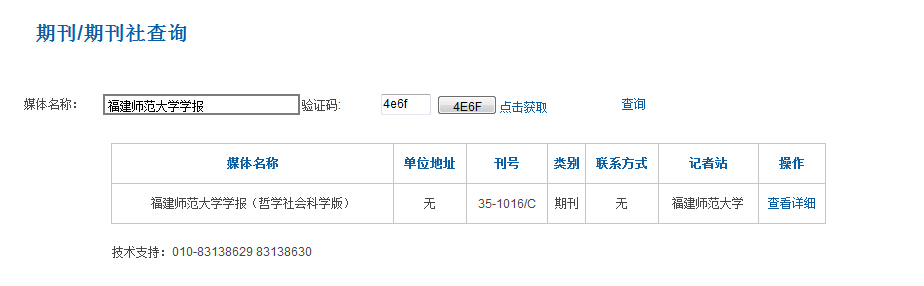 期刊/期刊社查询
媒体名称： 福建师范大学学报 验证码: 4e6f 4E6F 点击获取 查询
媒体名称 单位地址 刊号 类别 联系方式 记者站 操作
福建师范大学学报（哲学社会科学版） 无 35-1016/C 期刊 无 福建师范大学 查看详细
技术支持：010-83138629 83138630